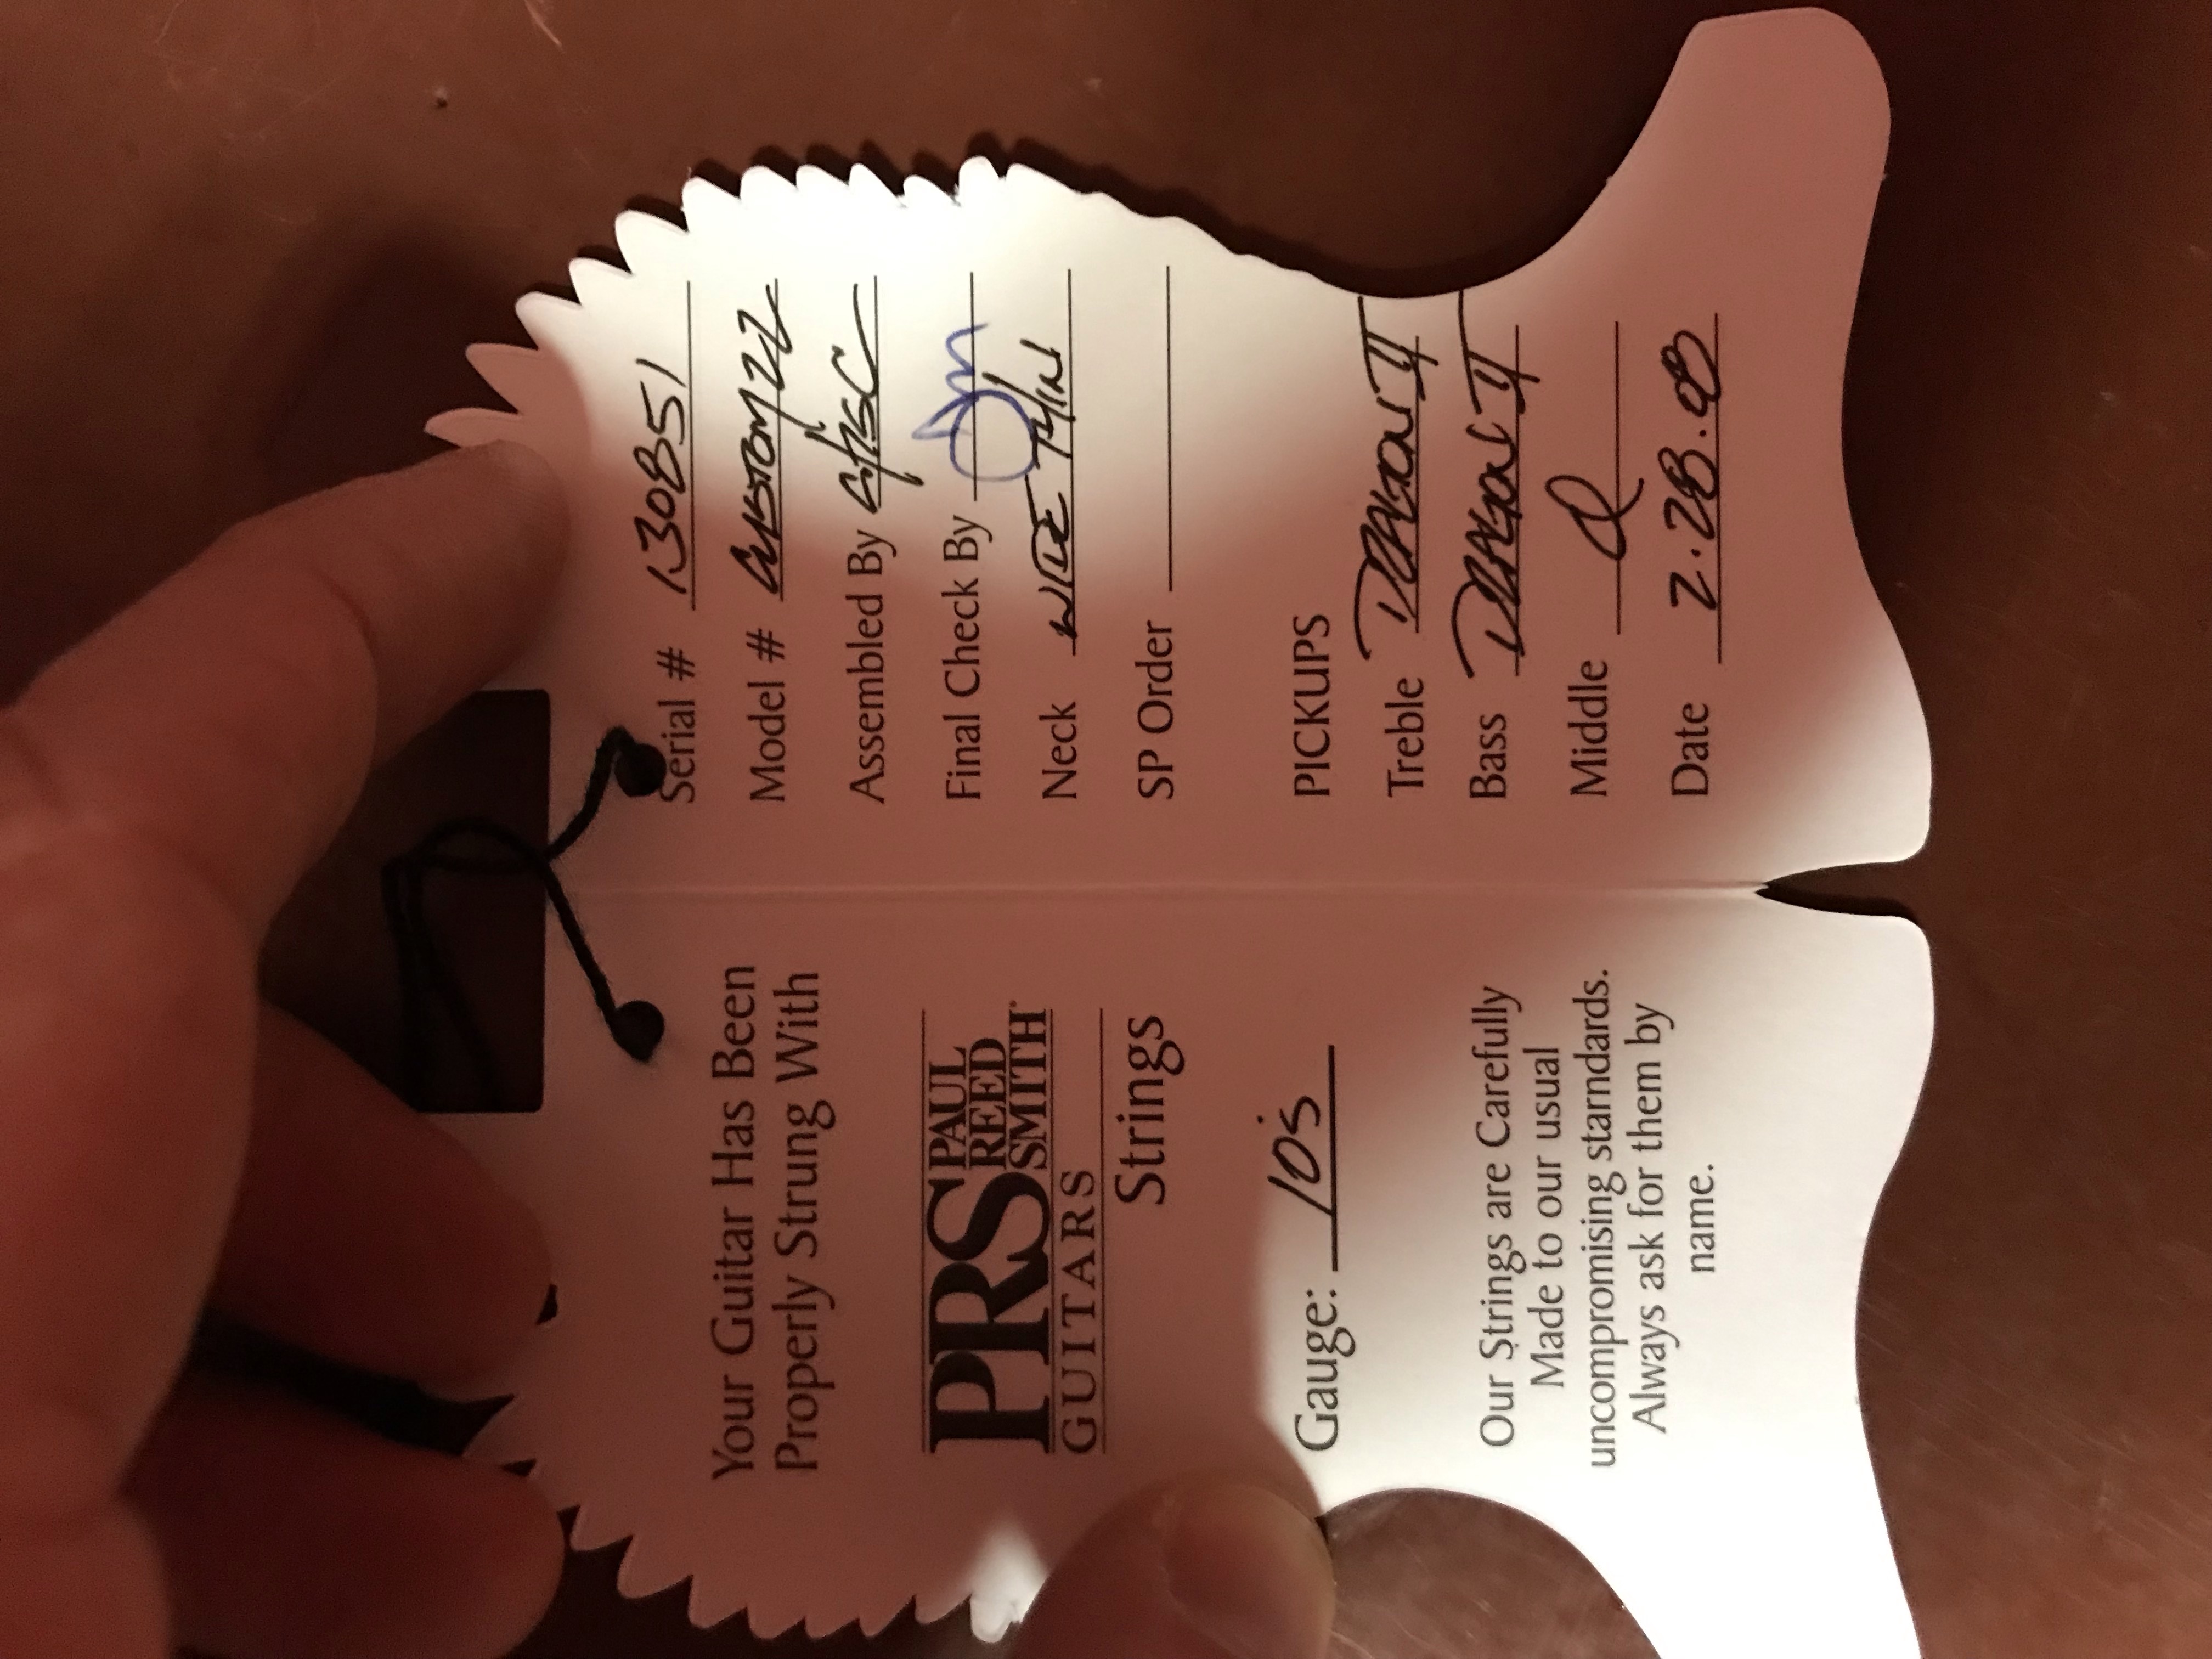 Your Guitar Has Been
Properly Strung With
PRS PAUL
REED
SMITH
GUITARS
Strings
Gauge: 10's
Our Strings are Carefully
Made to our usual
uncompromising starndards.
Always ask for them by
name.
Serial # 130851
Model # CUSTOM 22
Assembled By
Final Check By
Neck WIDE THIN
SP Order
PICKUPS
Treble DRAGON II
Bass DRAGON II
Middle
Date 2.28.08